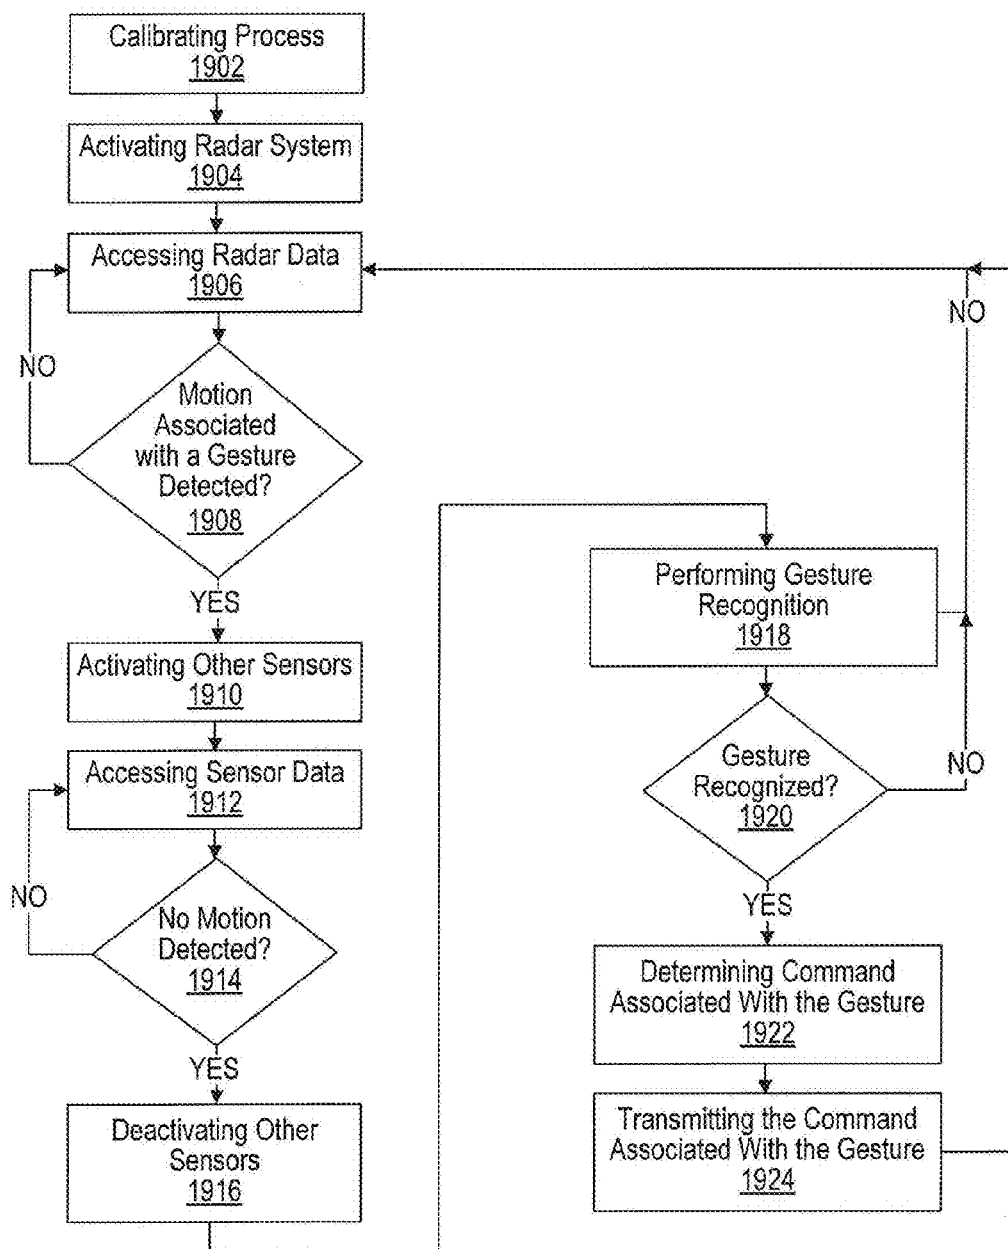 Calibrating Process
1902
Activating Radar System
1904
Accessing Radar Data
1906
NO
Motion
Associated
with a Gesture
Detected?
1908
YES
Activating Other Sensors
1910
Accessing Sensor Data
1912
NO
No Motion
Detected?
1914
YES
Deactivating Other
Sensors
1916
NO
Performing Gesture
Recognition
1918
Gesture
Recognized?
1920
NO
YES
Determining Command
Associated With the Gesture
1922
Transmitting the Command
Associated With the Gesture
1924